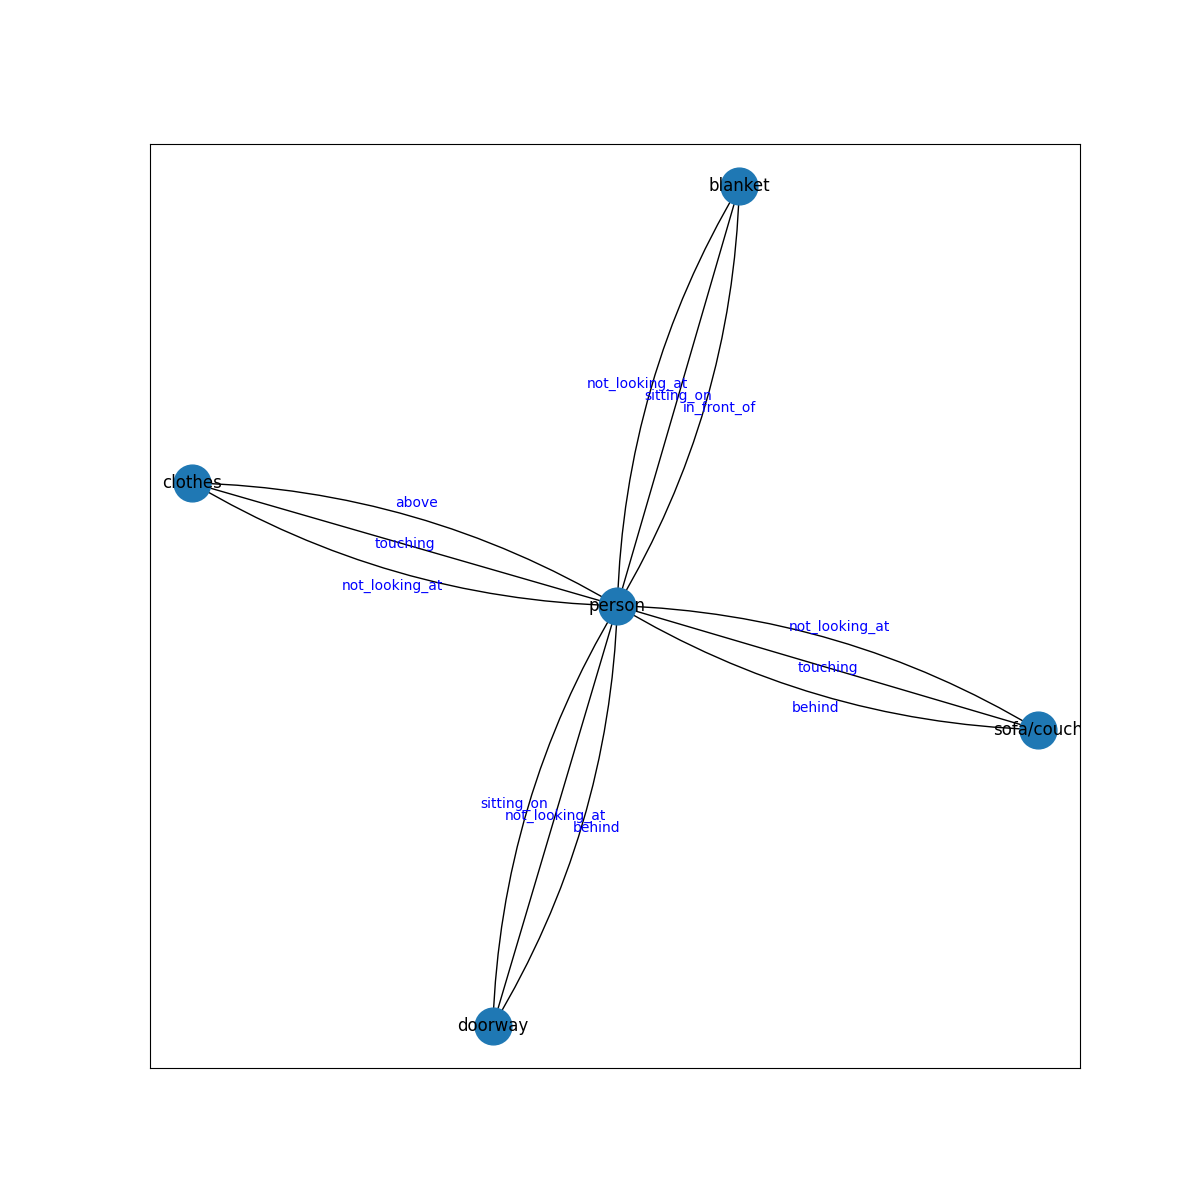 blanket
not_looking_at
sitting_on
in_front_of
clothes
above
touching
not_looking_at
person
not_looking_at
touching
behind
sofa/couch
sitting_on
not_looking_at
behind
doorway